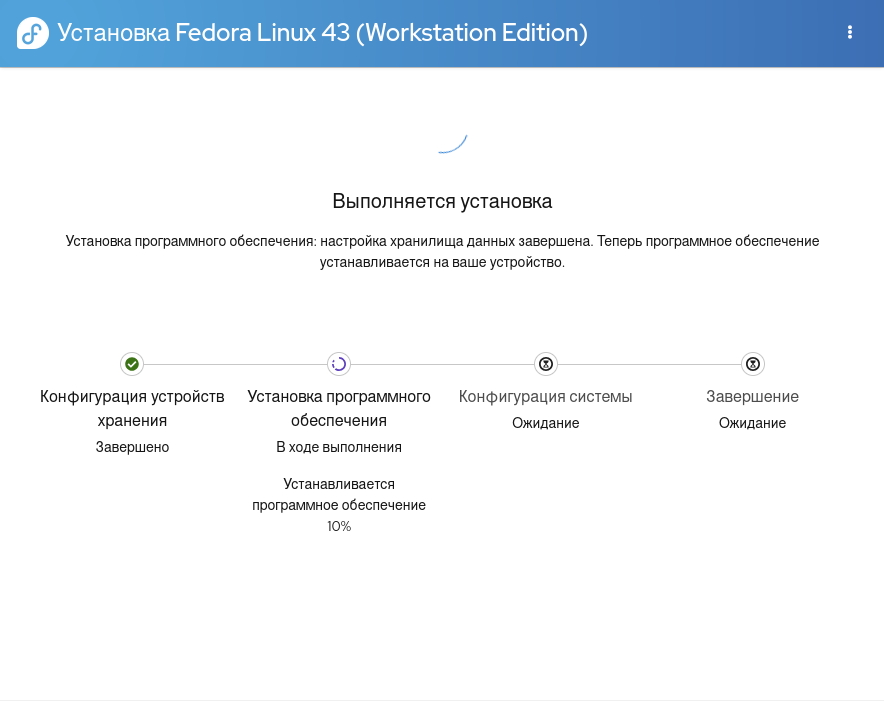 Установка Fedora Linux 43 (Workstation Edition)
Выполняется установка
Установка программного обеспечения: настройка хранилища данных завершена. Теперь программное обеспечение
устанавливается на ваше устройство.
Конфигурация устройств
хранения
Завершено
Установка программного
обеспечения
В ходе выполнения
Устанавливается
программное обеспечение
10%
Конфигурация системы
Ожидание
Завершение
Ожидание